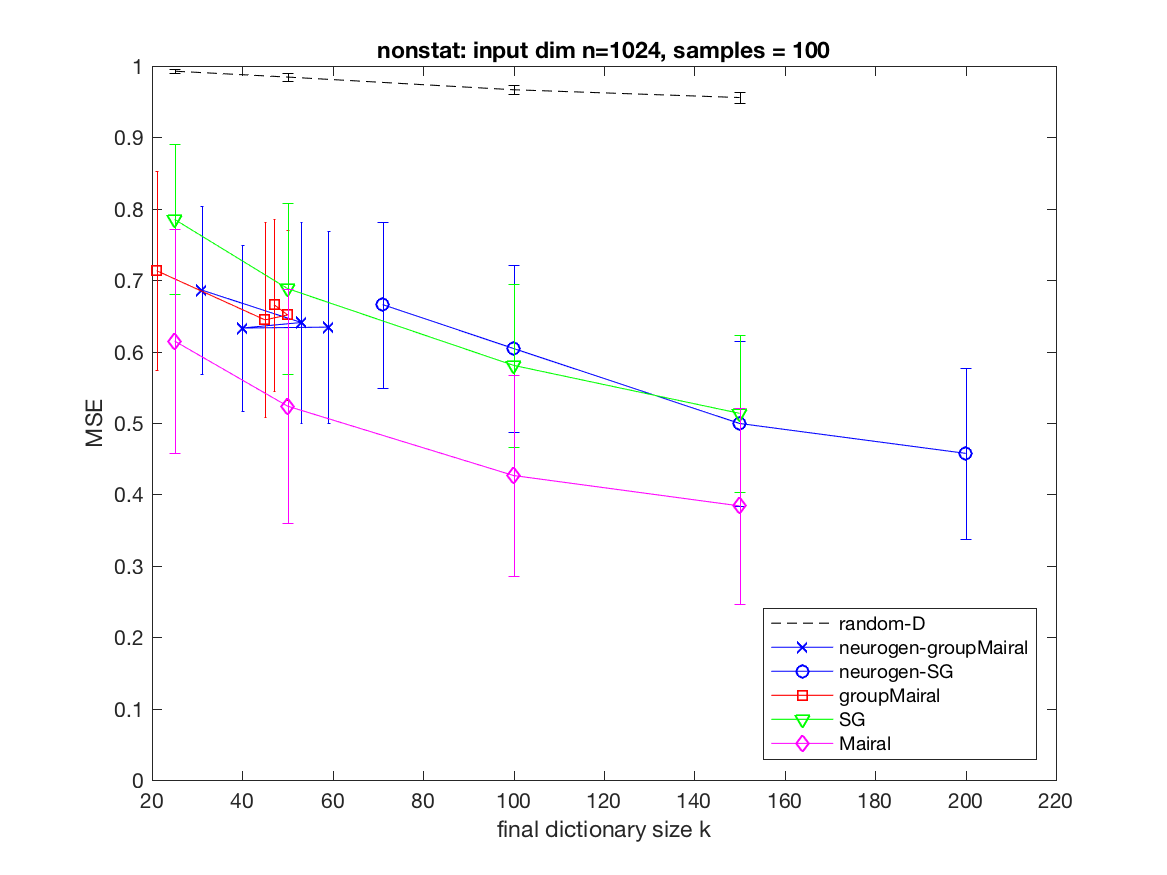 nonstat: input dim n=1024, samples = 100
1
0.9
0.8
0.7
0.6
0.5
0.4
0.3
0.2
0.1
0
MSE
20 40 60 80 100 120 140 160 180 200 220
final dictionary size k
random-D
neurogen-groupMairal
neurogen-SG
groupMairal
SG
Mairal